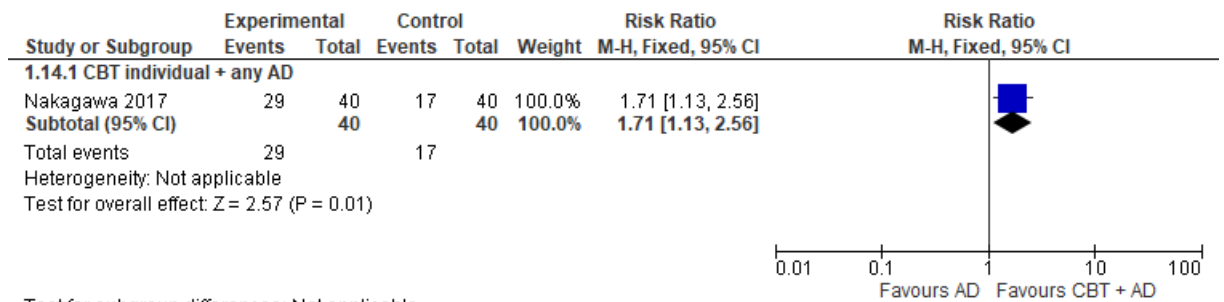 Experimental Control Risk Ratio Risk Ratio
Study or Subgroup Events Total Events Total Weight M-H, Fixed, 95% CI M-H, Fixed, 95% CI
1.14.1 CBT individual + any AD
Nakagawa 2017 29 40 17 40 100.0% 1.71 [1.13, 2.56]
Subtotal (95% CI) 40 40 100.0% 1.71 [1.13, 2.56]
Total events 29 17
Heterogeneity: Not applicable
Test for overall effect: Z = 2.57 (P = 0.01)
0.01 0.1 1 10 100
Favours AD Favours CBT + AD
Test for subgroup differences: Not applicable